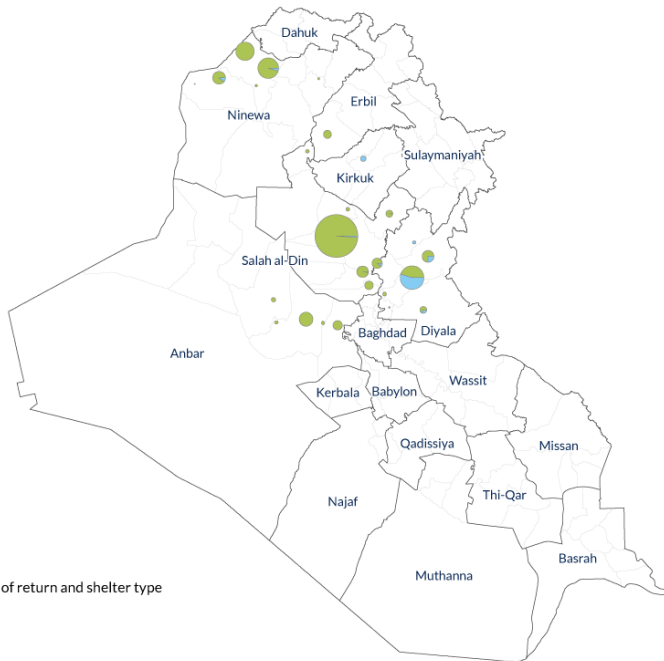 Dahuk
Erbil
Ninewa
Sulaymaniyah
Kirkuk
Salah al-Din
Baghdad
Diyala
Anbar
Wassit
Kerbala
Babylon
Qadissiya
Missan
Najaf
Thi-Qar
Basrah
Muthanna
of return and shelter type